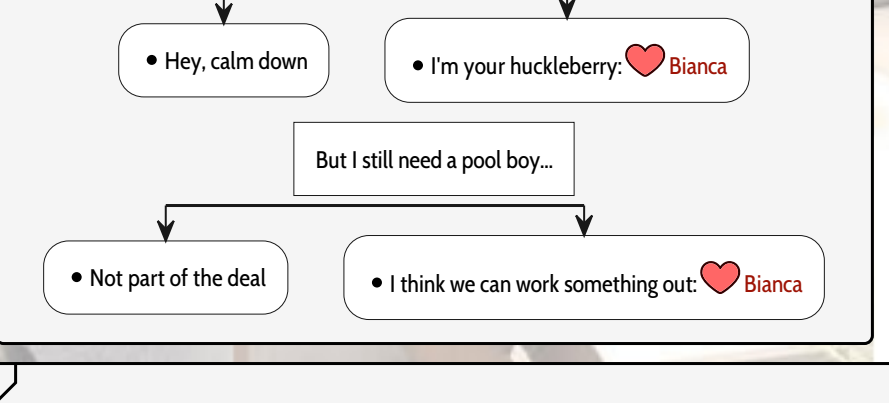 • Hey, calm down
• I'm your huckleberry: Bianca
But I still need a pool boy...
• Not part of the deal
• I think we can work something out: Bianca